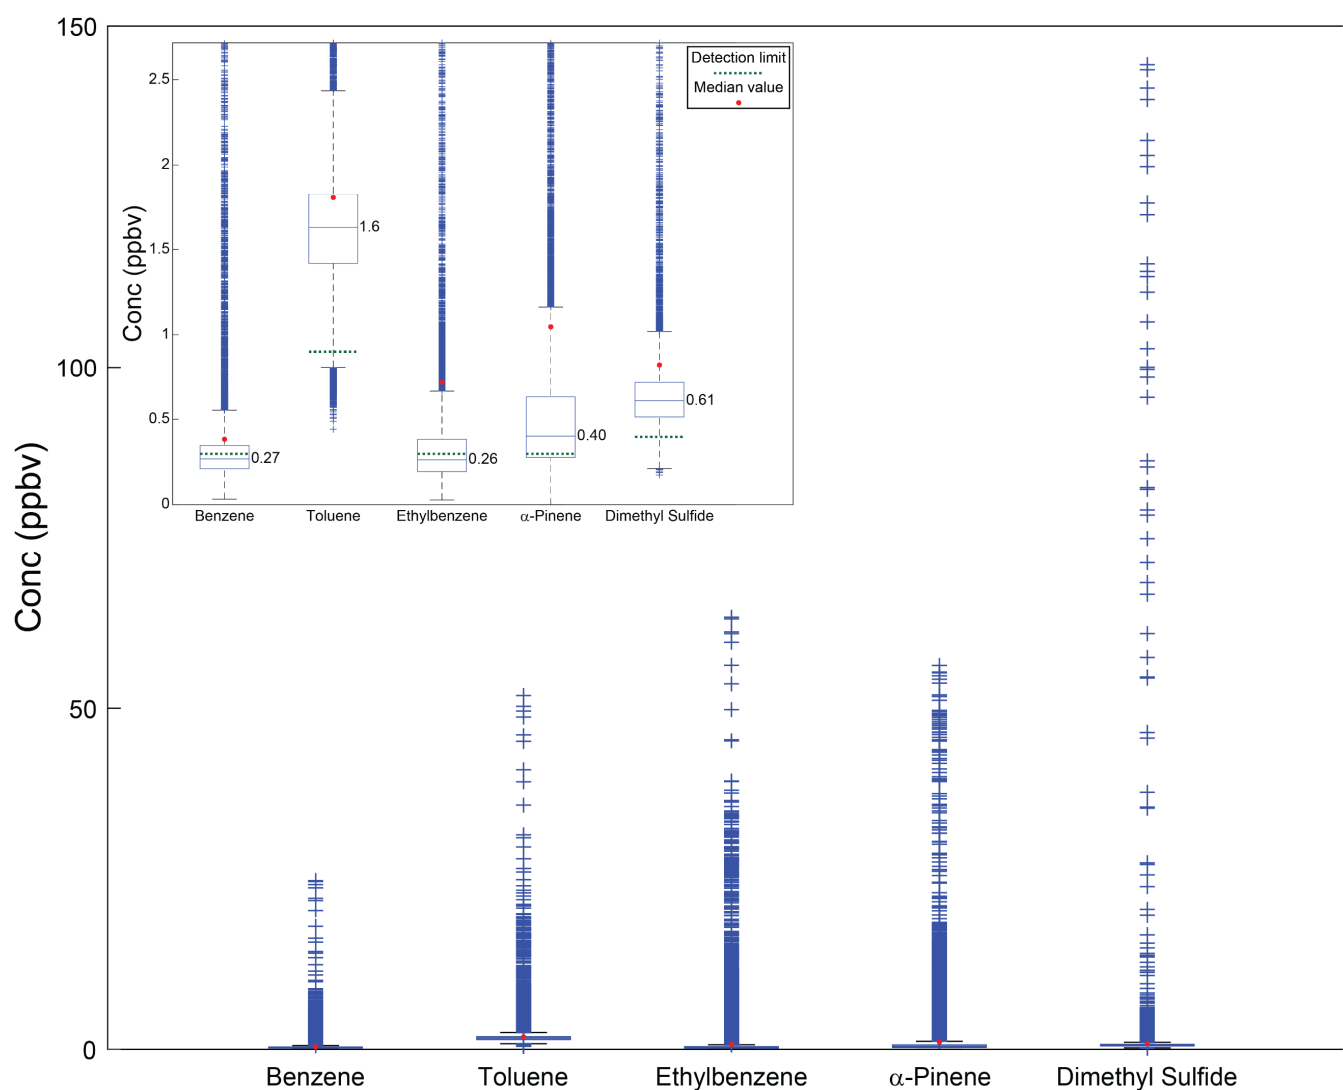 150
100
50
0
Conc (ppbv)
Benzene
Toluene
Ethylbenzene
α-Pinene
Dimethyl Sulfide
2.5
2
1.5
1
0.5
0
Conc (ppbv)
Detection limit
Median value
0.27
1.6
0.26
0.40
0.61
Benzene
Toluene
Ethylbenzene
α-Pinene
Dimethyl Sulfide